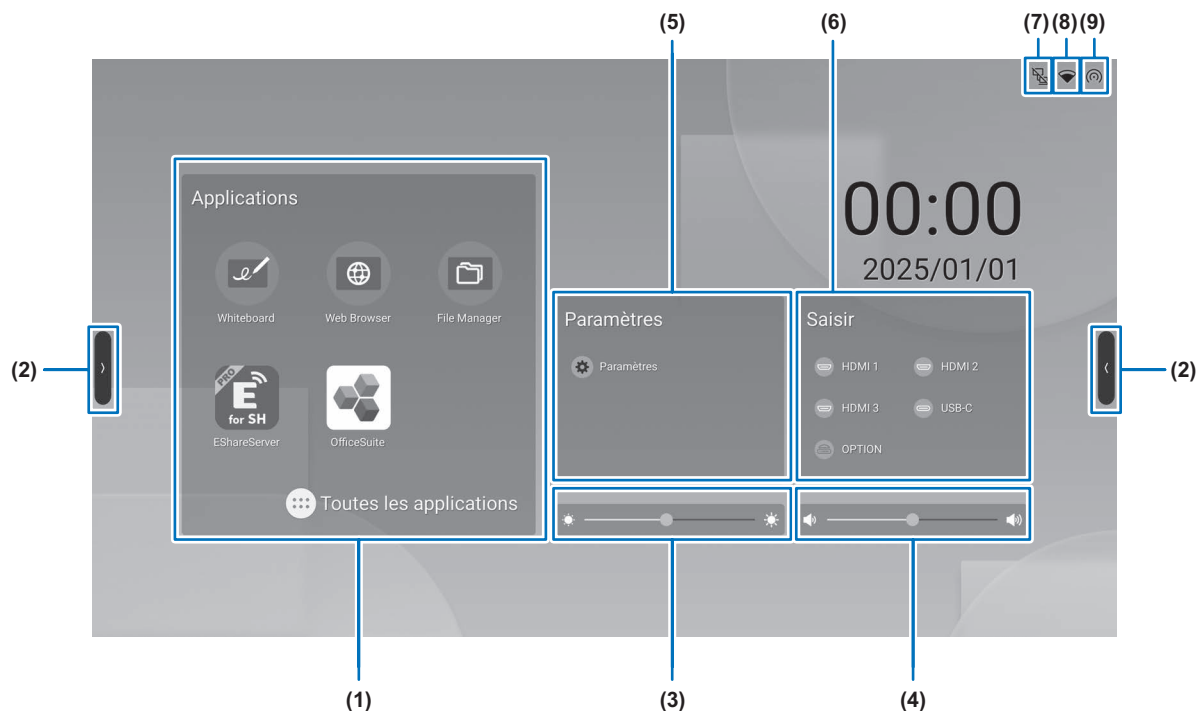 (5) (6) (7) (8) (9)
Applications
00:00
2025/01/01
Whiteboard Web Browser File Manager
Paramètres
Paramètres
Saisir
HDMI 1 HDMI 2
HDMI 3 USB-C
OPTION
(2) (2)
PRO
E
for SH
EShareServer OfficeSuite
Toutes les applications
(1) (3) (4)